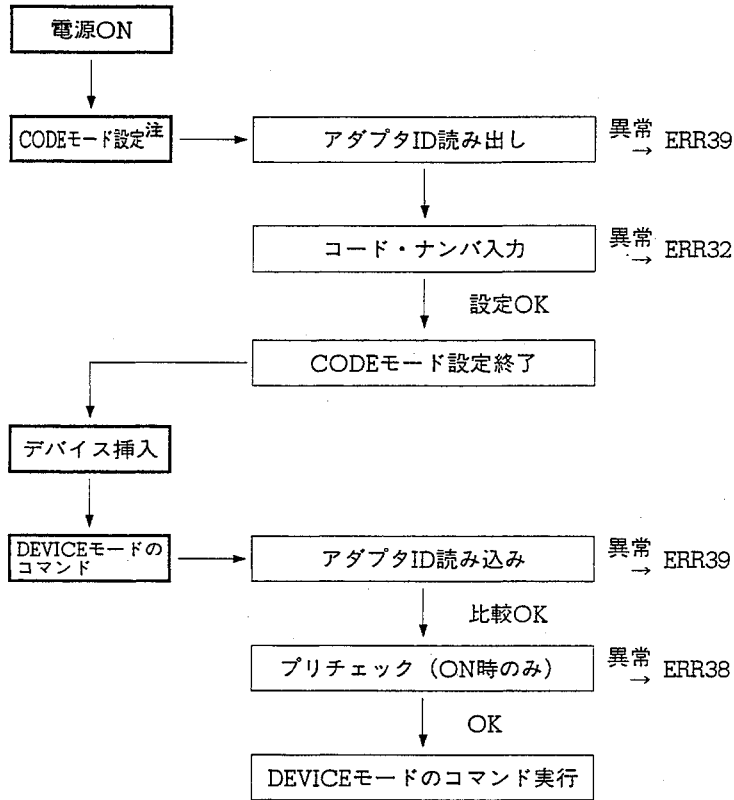 電源ON
CODEモード設定注
アダプタID読み出し
異常
→ ERR39
コード・ナンバ入力
異常
→ ERR32
設定OK
CODEモード設定終了
デバイス挿入
DEVICEモードの
コマンド
アダプタID読み込み
異常
→ ERR39
比較OK
プリチェック（ON時のみ）
異常
→ ERR38
OK
DEVICEモードのコマンド実行